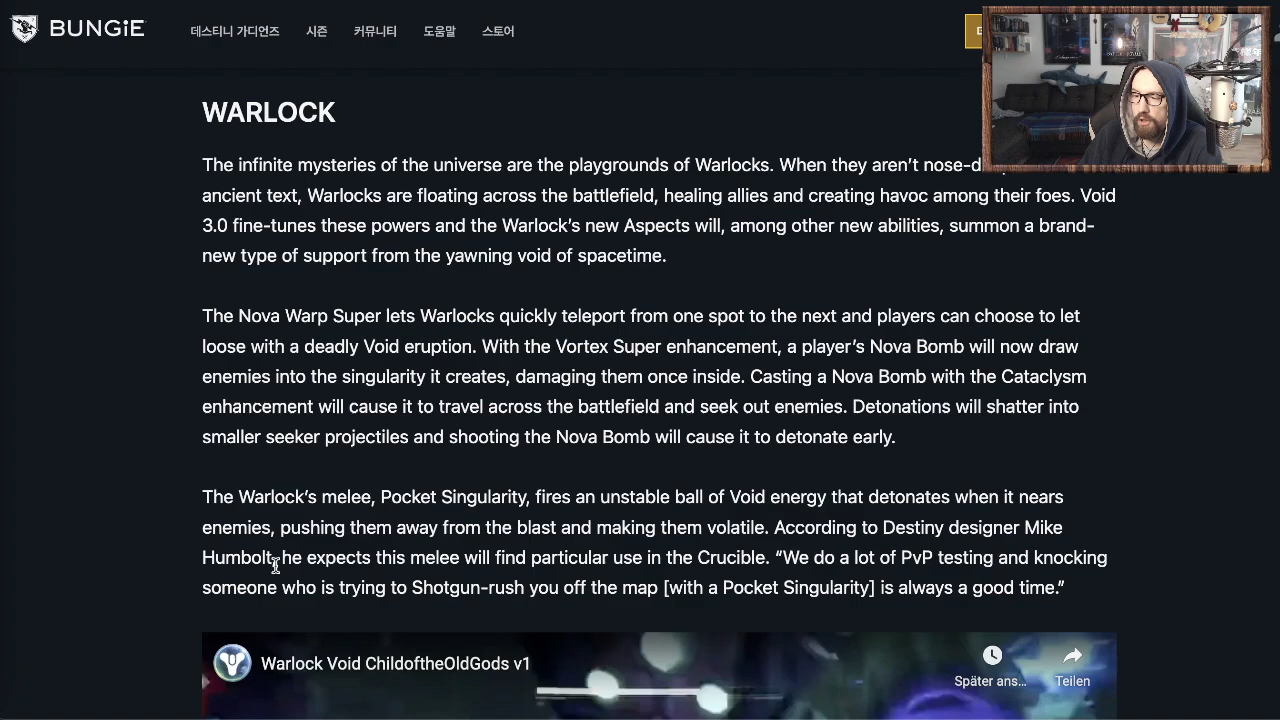 BUNGiE 데스티니 가디언즈 시즌 커뮤니티 도움말 스토어
WARLOCK
The infinite mysteries of the universe are the playgrounds of Warlocks. When they aren’t
ancient text, Warlocks are floating across the battlefield, healing allies and creating havoc among their foes. Void
3.0 fine-tunes these powers and the Warlock’s new Aspects will, among other new abilities, summon a brand-
new type of support from the yawning void of spacetime.
The Nova Warp Super lets Warlocks quickly teleport from one spot to the next and players can choose to let
loose with a deadly Void eruption. With the Vortex Super enhancement, a player’s Nova Bomb will now draw
enemies into the singularity it creates, damaging them once inside. Casting a Nova Bomb with the Cataclysm
enhancement will cause it to travel across the battlefield and seek out enemies. Detonations will shatter into
smaller seeker projectiles and shooting the Nova Bomb will cause it to detonate early.
The Warlock’s melee, Pocket Singularity, fires an unstable ball of Void energy that detonates when it nears
enemies, pushing them away from the blast and making them volatile. According to Destiny designer Mike
Humbolt, he expects this melee will find particular use in the Crucible. “We do a lot of PvP testing and knocking
someone who is trying to Shotgun-rush you off the map [with a Pocket Singularity] is always a good time.”
Warlock Void ChildoftheOldGods v1
Später ans... Teilen